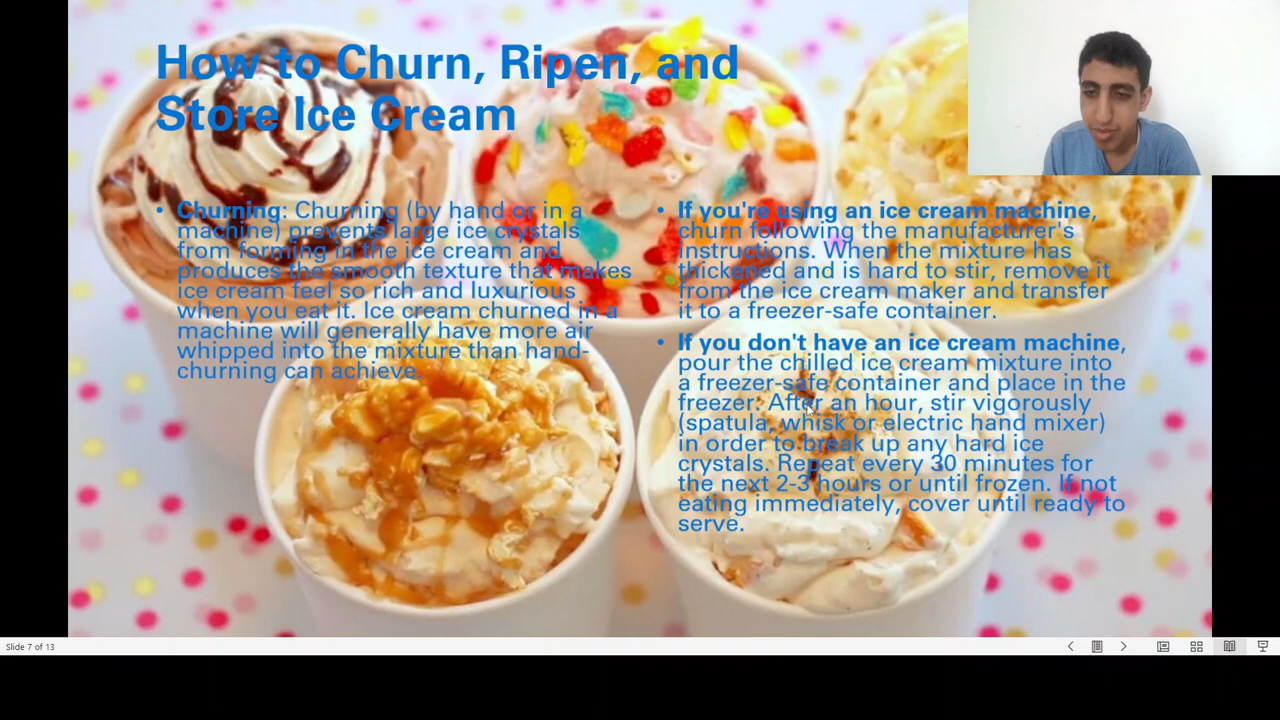 How to Churn, Ripen, and
Store Ice Cream
• Churning: Churning (by hand or in a
machine) prevents large ice crystals
from forming in the ice cream and
produces the smooth texture that makes
ice cream feel so rich and luxurious
when you eat it. Ice cream churned in a
machine will generally have more air
whipped into the mixture than hand-
churning can achieve.
• If you're using an ice cream machine,
churn following the manufacturer's
instructions. When the mixture has
thickened and is hard to stir, remove it
from the ice cream maker and transfer
it to a freezer-safe container.
• If you don't have an ice cream machine,
pour the chilled ice cream mixture into
a freezer-safe container and place in the
freezer. After an hour, stir vigorously
(spatula, whisk or electric hand mixer)
in order to break up any hard ice
crystals. Repeat every 30 minutes for
the next 2-3 hours or until frozen. If not
eating immediately, cover until ready to
serve.
Slide 7 of 13